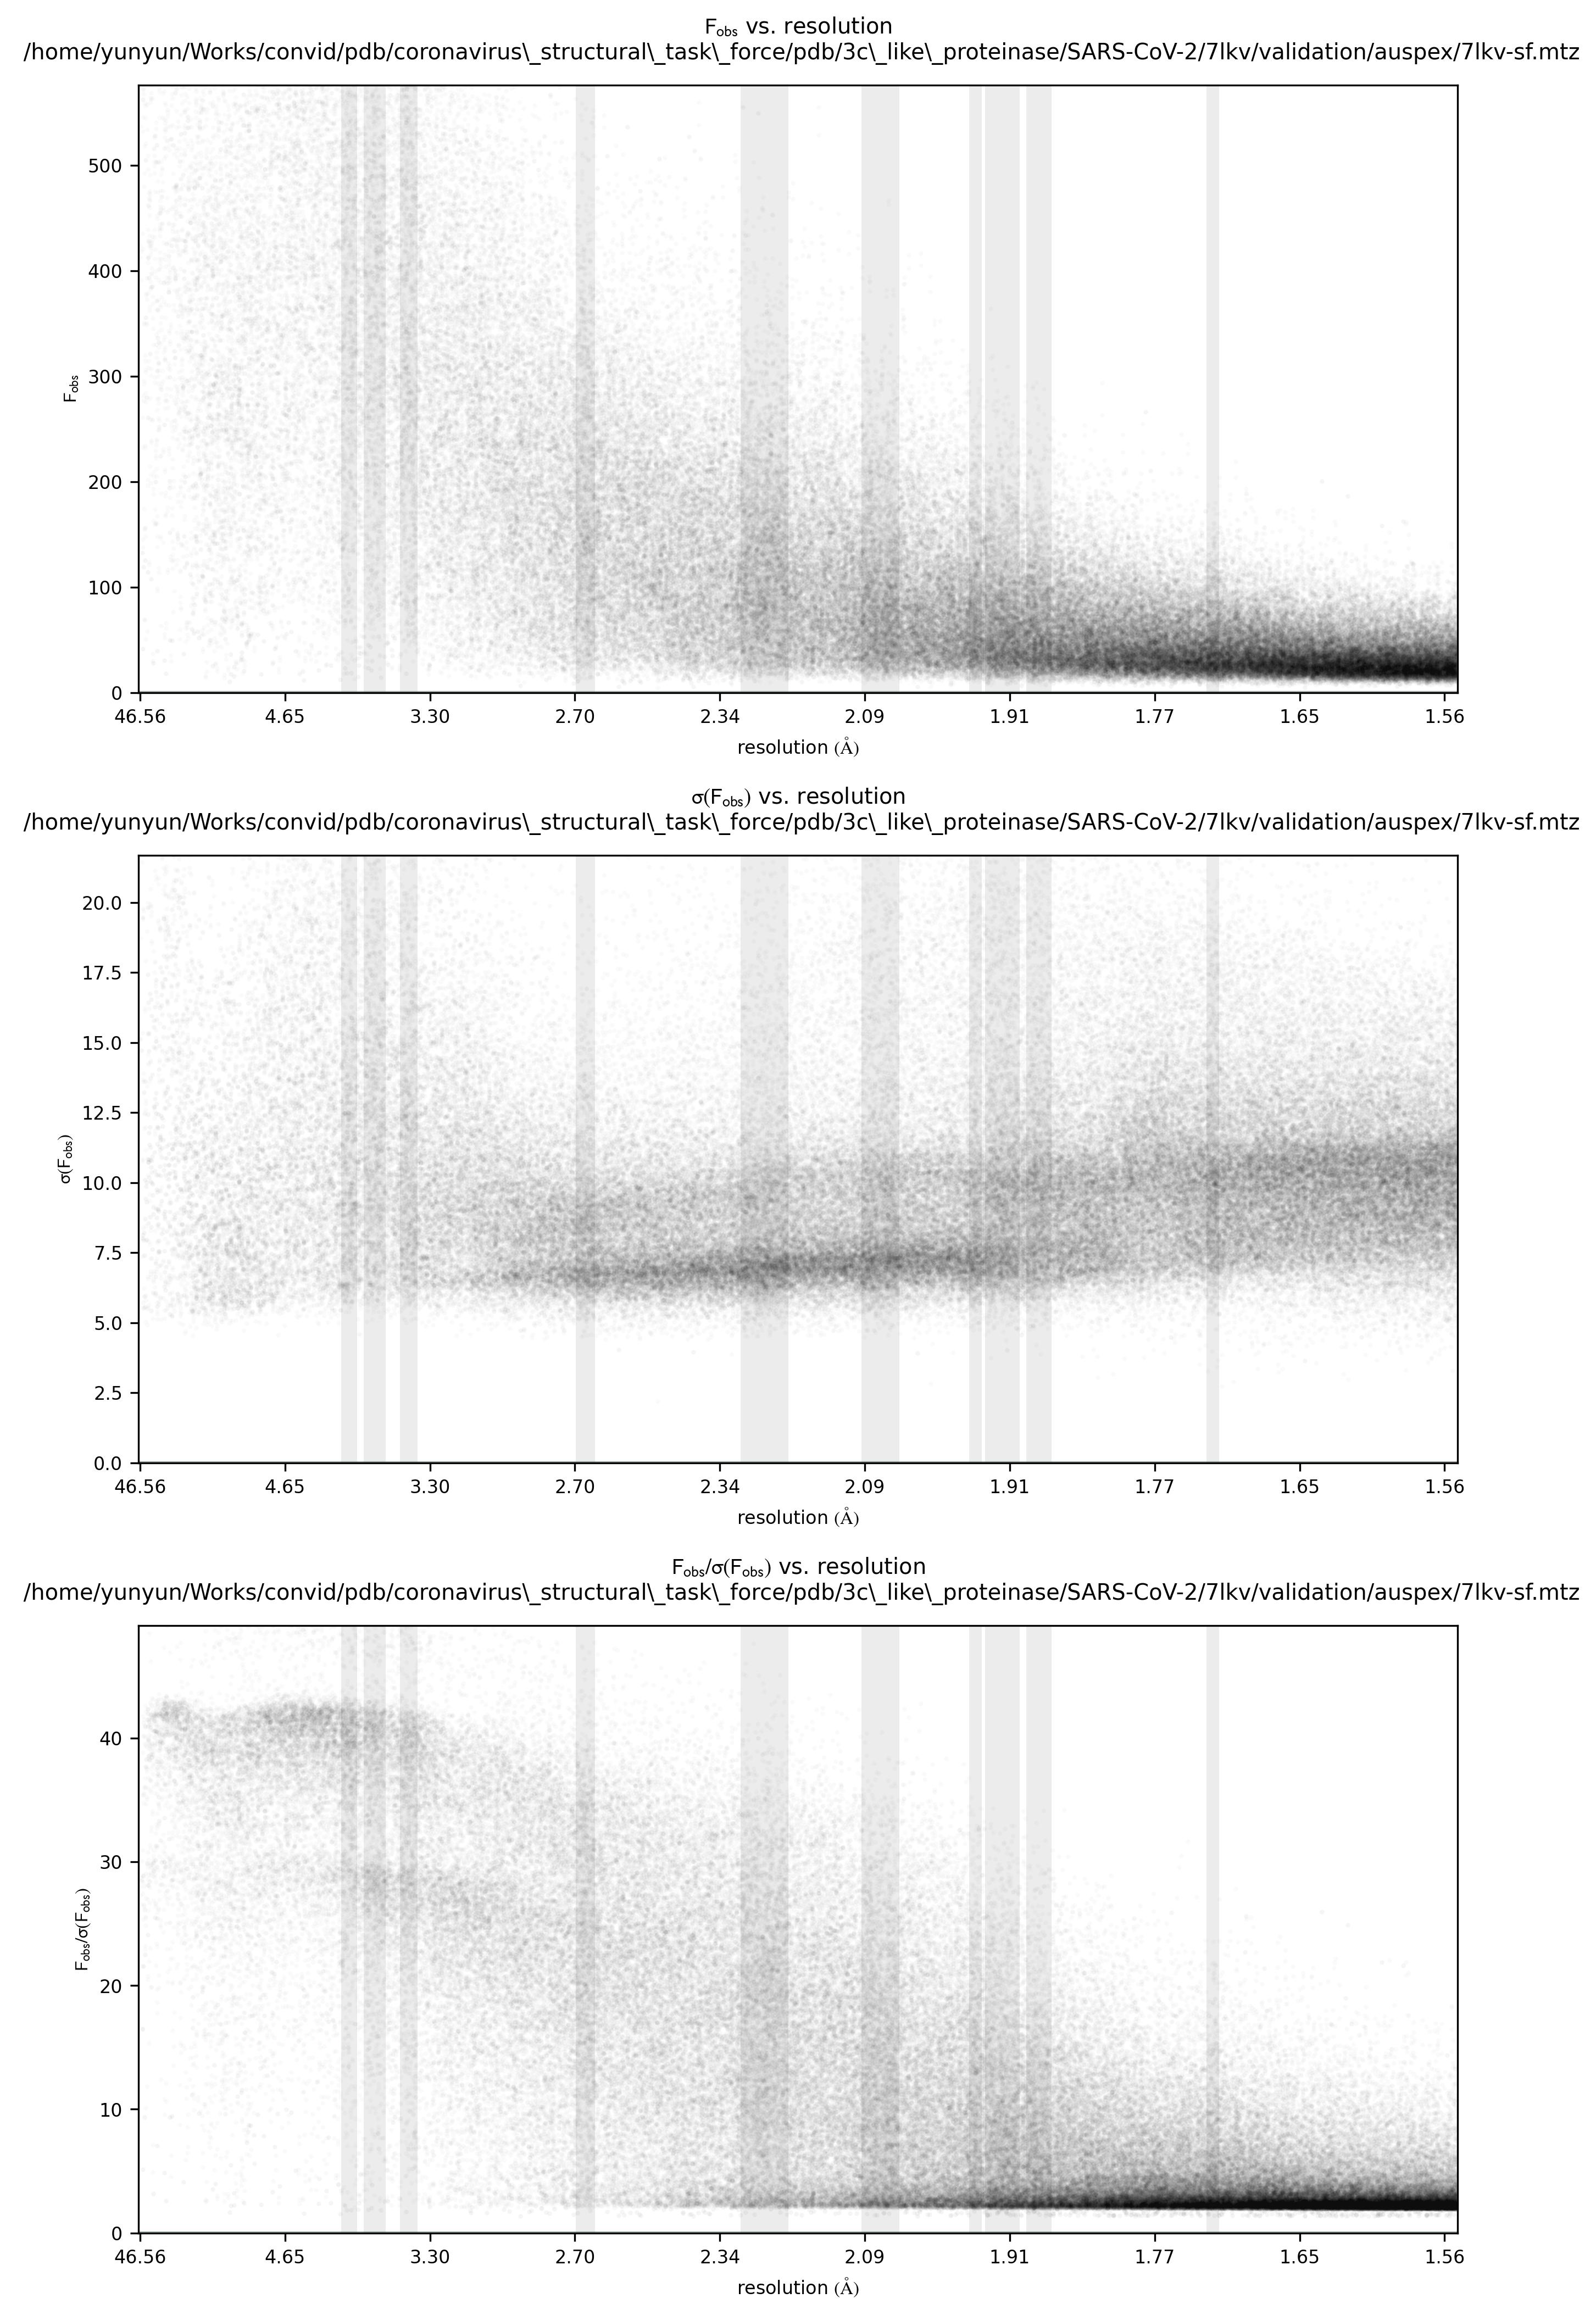 F_obs vs. resolution
/home/yunyun/Works/convid/pdb/coronavirus\_structural\_task\_force/pdb/3c\_like\_proteinase/SARS-CoV-2/7lkv/validation/auspex/7lkv-sf.mtz
500
400
300
200
100
0
F_obs
46.56 4.65 3.30 2.70 2.34 2.09 1.91 1.77 1.65 1.56
resolution (Å)
σ(F_obs) vs. resolution
/home/yunyun/Works/convid/pdb/coronavirus\_structural\_task\_force/pdb/3c\_like\_proteinase/SARS-CoV-2/7lkv/validation/auspex/7lkv-sf.mtz
20.0
17.5
15.0
12.5
10.0
7.5
5.0
2.5
0.0
σ(F_obs)
46.56 4.65 3.30 2.70 2.34 2.09 1.91 1.77 1.65 1.56
resolution (Å)
F_obs/σ(F_obs) vs. resolution
/home/yunyun/Works/convid/pdb/coronavirus\_structural\_task\_force/pdb/3c\_like\_proteinase/SARS-CoV-2/7lkv/validation/auspex/7lkv-sf.mtz
40
30
20
10
0
F_obs/σ(F_obs)
46.56 4.65 3.30 2.70 2.34 2.09 1.91 1.77 1.65 1.56
resolution (Å)